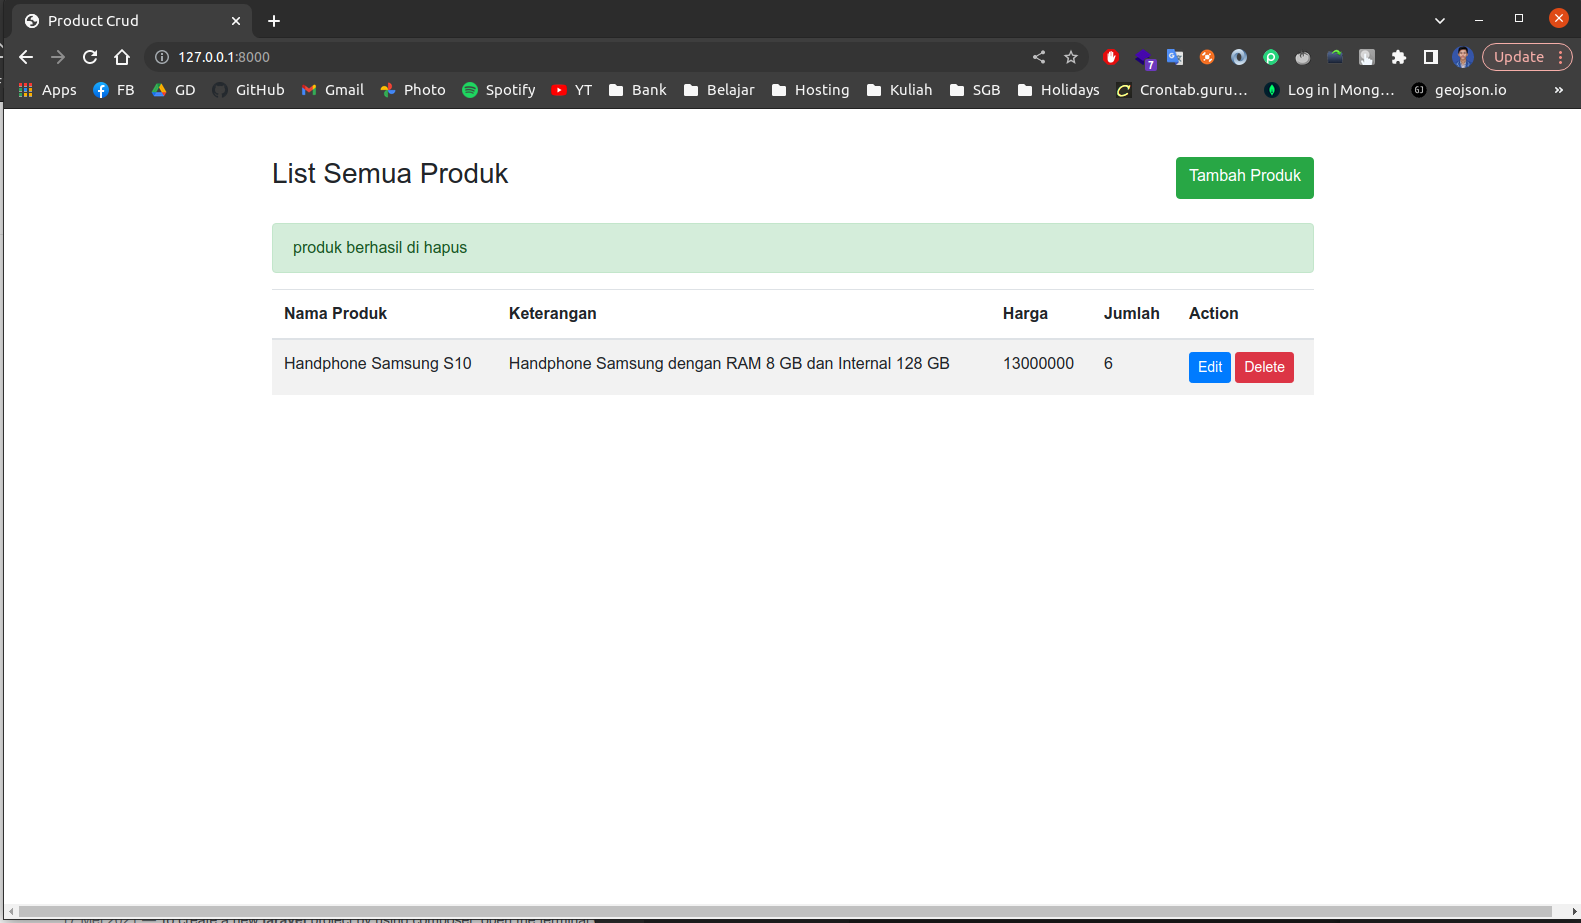 Product Crud
127.0.0.1:8000
7
Update
Apps FB GD GitHub Gmail Photo Spotify YT Bank Belajar Hosting Kuliah SGB Holidays Crontab.guru... Log in | Mong... geojson.io »
List Semua Produk
Tambah Produk
produk berhasil di hapus
Nama Produk Keterangan Harga Jumlah Action
Handphone Samsung S10 Handphone Samsung dengan RAM 8 GB dan Internal 128 GB 13000000 6 Edit Delete